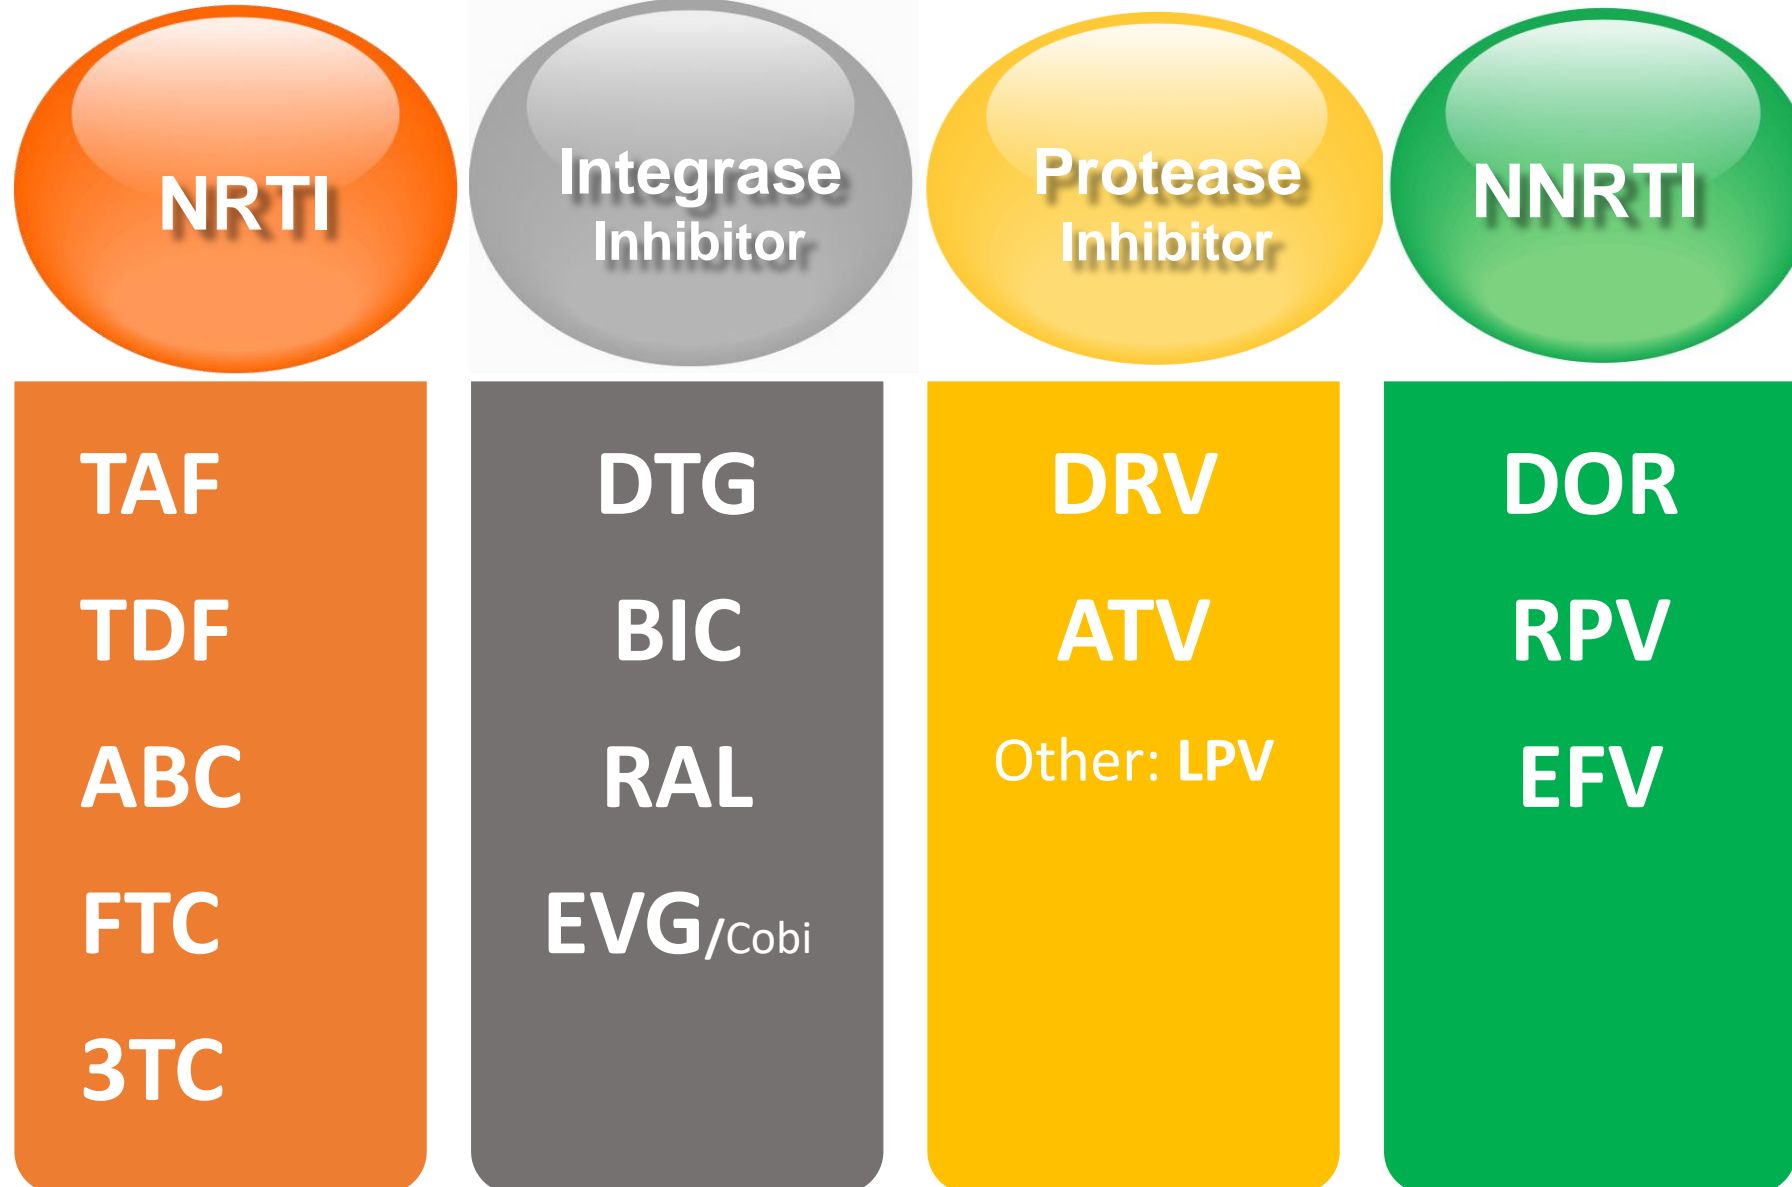 NRTI
TAF
TDF
ABC
FTC
3TC
Integrase
Inhibitor
DTG
BIC
RAL
EVG/Cobi
Protease
Inhibitor
DRV
ATV
Other: LPV
NNRTI
DOR
RPV
EFV